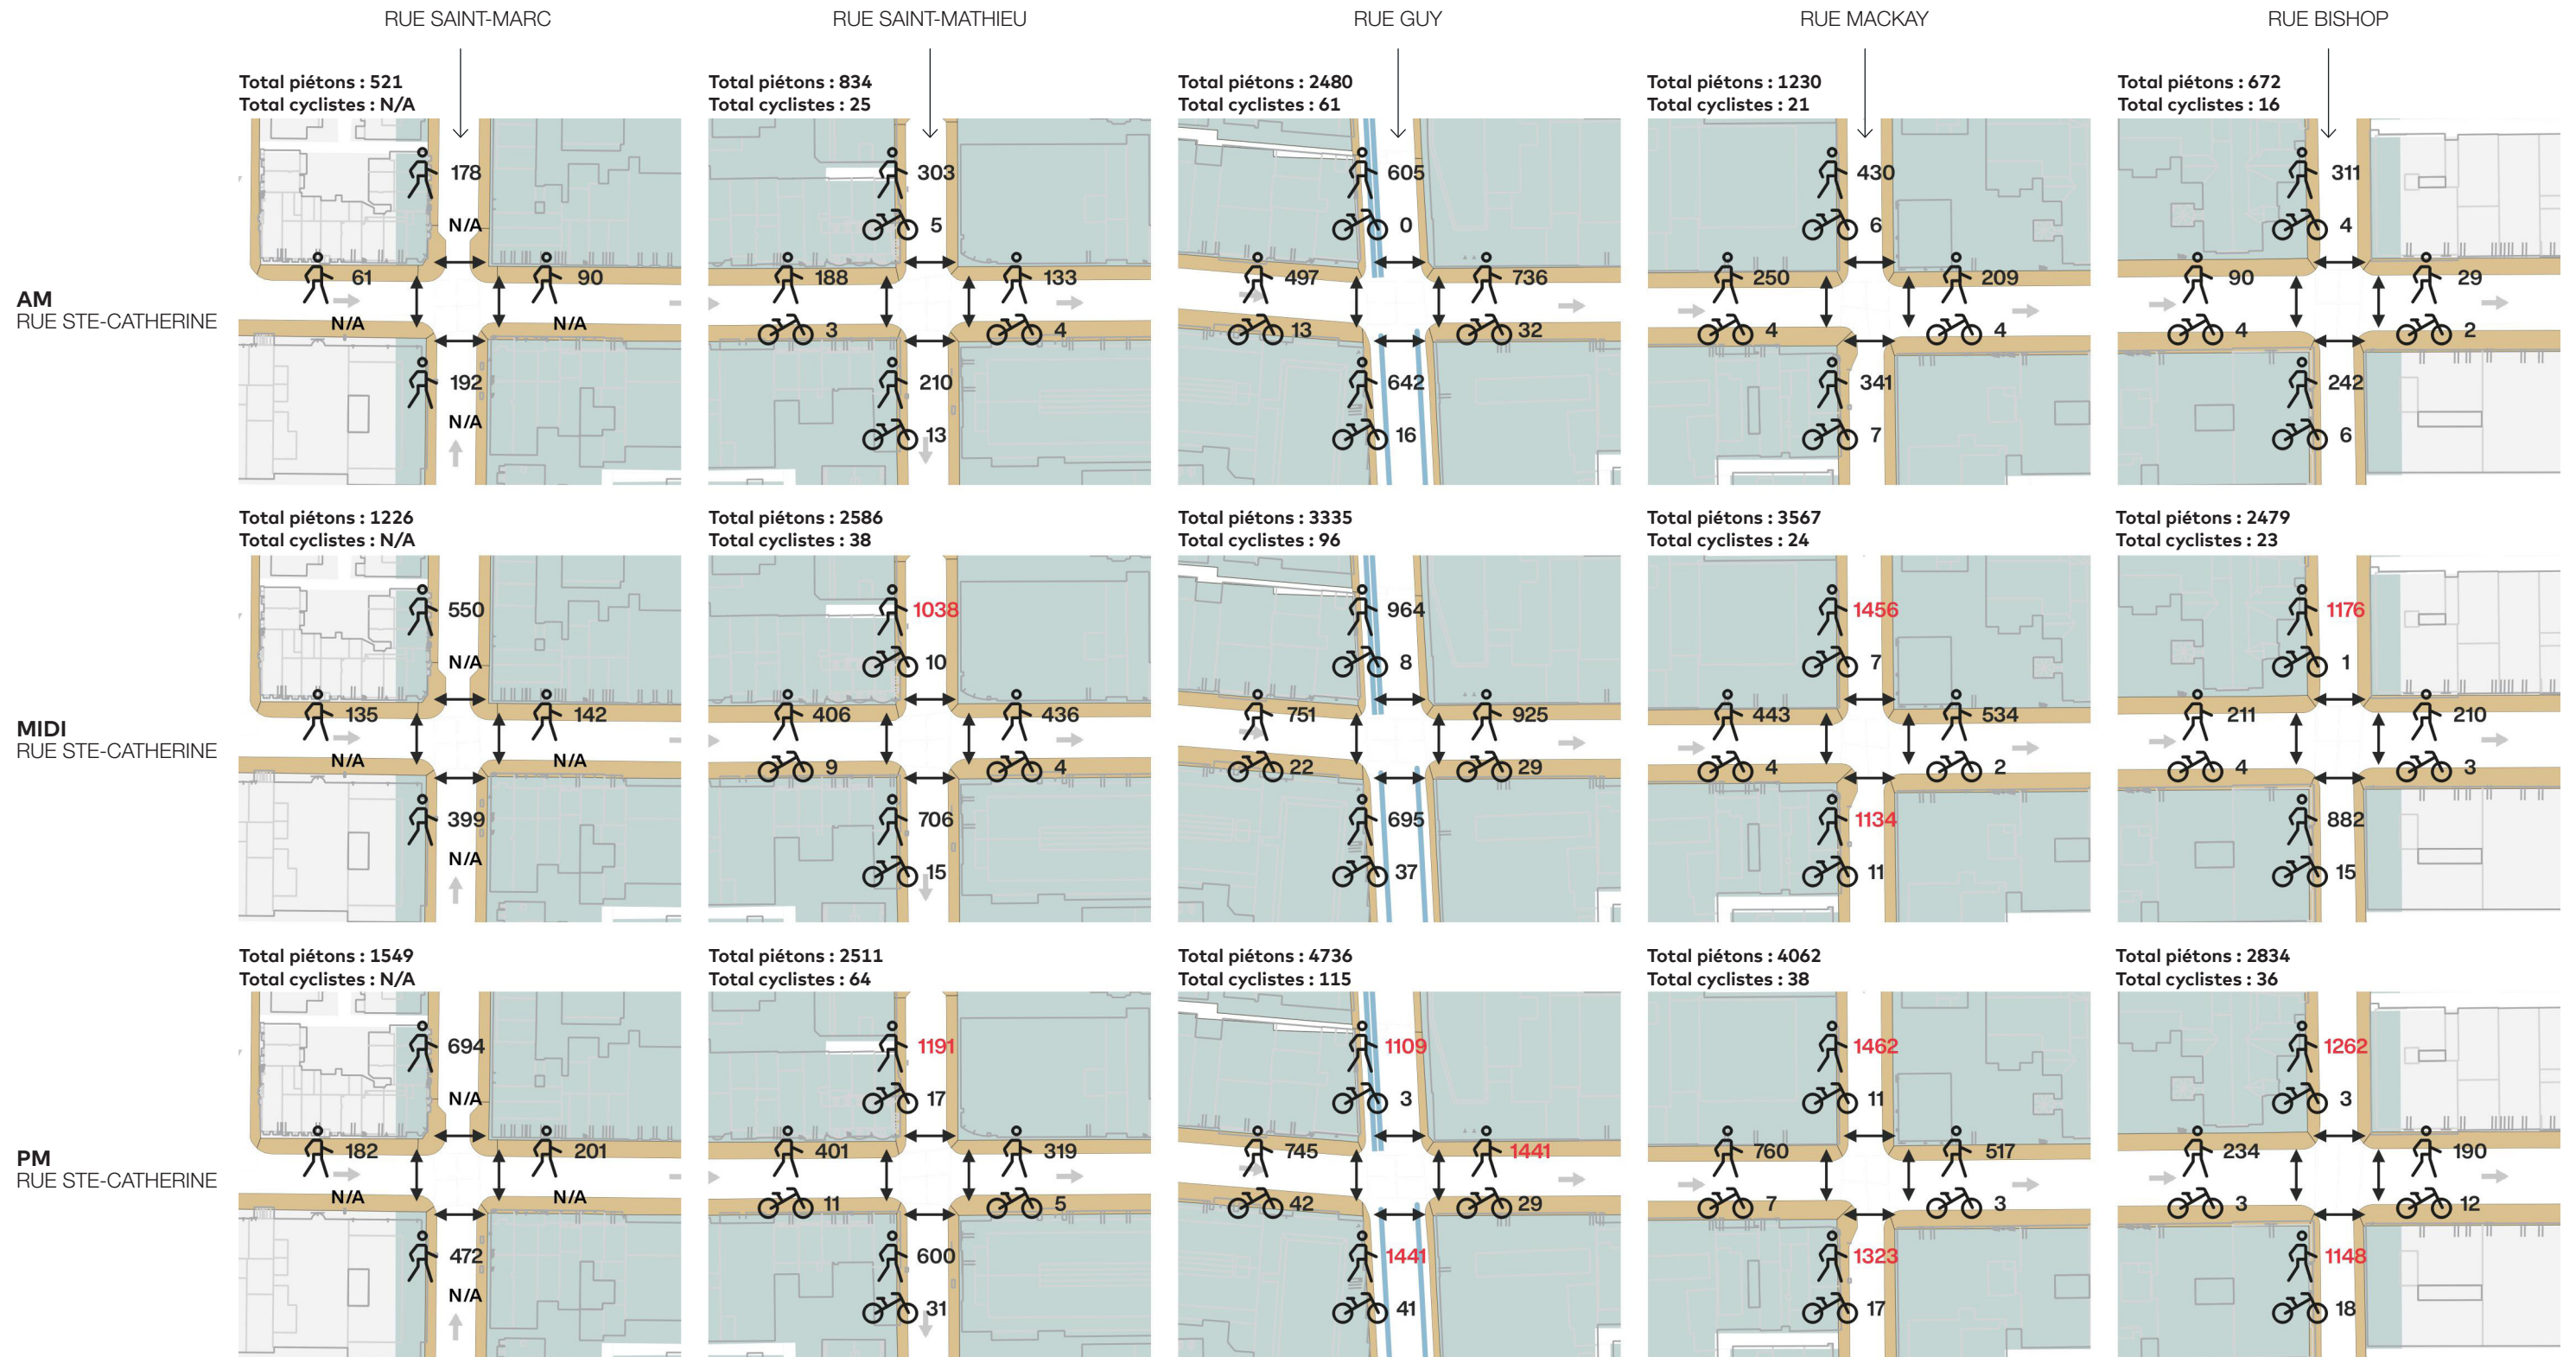 RUE SAINT-MARC
RUE SAINT-MATHIEU
RUE GUY
RUE MACKAY
RUE BISHOP
AM
RUE STE-CATHERINE
Total piétons : 521
Total cyclistes : N/A
178
N/A
61
90
N/A
N/A
192
N/A
Total piétons : 834
Total cyclistes : 25
303
5
188
133
3
4
210
13
Total piétons : 2480
Total cyclistes : 61
605
0
497
736
13
32
642
16
Total piétons : 1230
Total cyclistes : 21
430
6
250
209
4
4
341
7
Total piétons : 672
Total cyclistes : 16
311
4
90
29
4
2
242
6
MIDI
RUE STE-CATHERINE
Total piétons : 1226
Total cyclistes : N/A
550
N/A
135
142
N/A
N/A
399
N/A
Total piétons : 2586
Total cyclistes : 38
1038
10
406
436
9
4
706
15
Total piétons : 3335
Total cyclistes : 96
964
8
751
925
22
29
695
37
Total piétons : 3567
Total cyclistes : 24
1456
7
443
534
4
2
1134
11
Total piétons : 2479
Total cyclistes : 23
1176
1
211
210
4
3
882
15
PM
RUE STE-CATHERINE
Total piétons : 1549
Total cyclistes : N/A
694
N/A
182
201
N/A
N/A
472
N/A
Total piétons : 2511
Total cyclistes : 64
1191
17
401
319
11
5
600
31
Total piétons : 4736
Total cyclistes : 115
1109
3
745
1441
42
29
1441
41
Total piétons : 4062
Total cyclistes : 38
1462
11
760
517
7
3
1323
17
Total piétons : 2834
Total cyclistes : 36
1262
3
234
190
3
12
1148
18